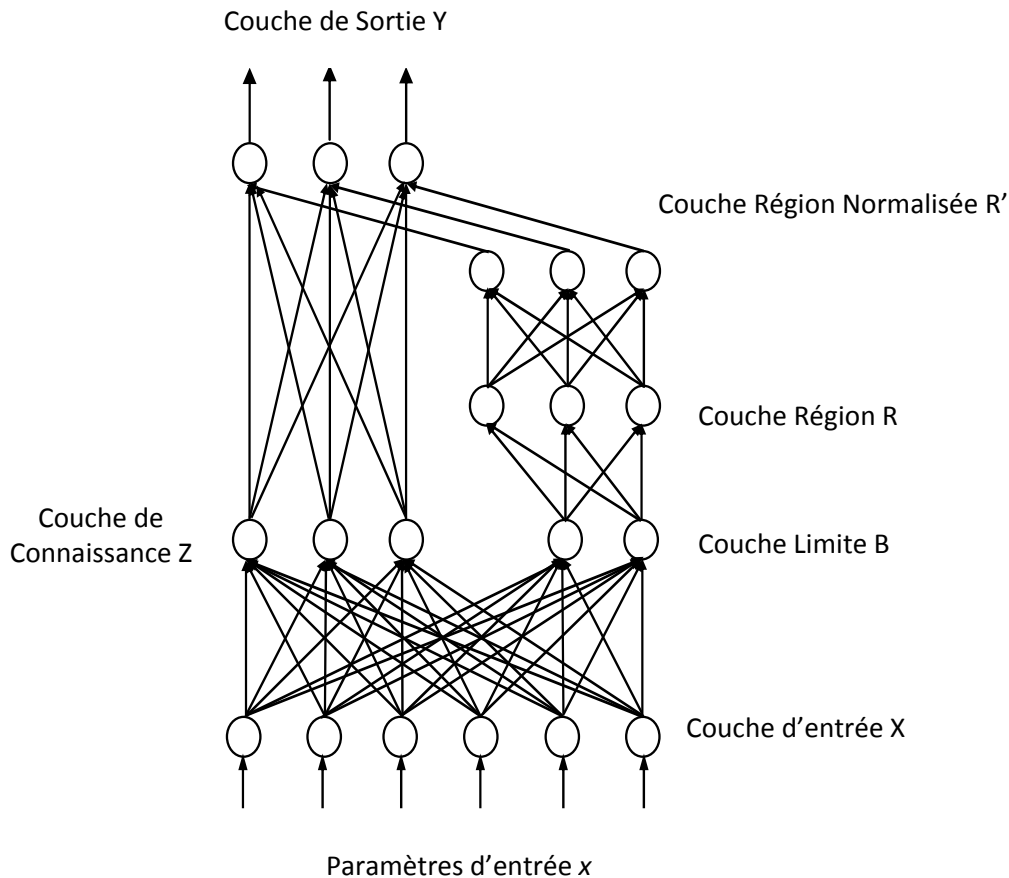 Couche de Sortie Y
Couche Région Normalisée R’
Couche Région R
Couche de
Connaissance Z
Couche Limite B
Couche d’entrée X
Paramètres d’entrée x